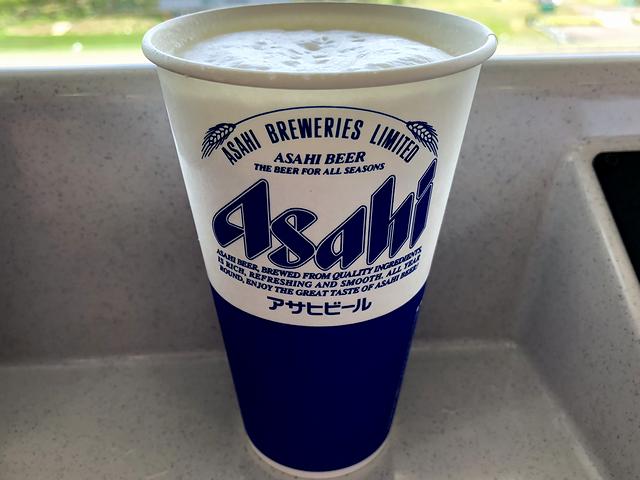 ASAHI BREWERIES LIMITED
ASAHI BEER
THE BEER FOR ALL SEASONS
Asahi
ASAHI BEER, BREWED FROM QUALITY INGREDIENTS
IS RICH, REFRESHING AND SMOOTH, ALL YEAR
ROUND, ENJOY THE GREAT TASTE OF ASAHI BEER!
アサヒビール